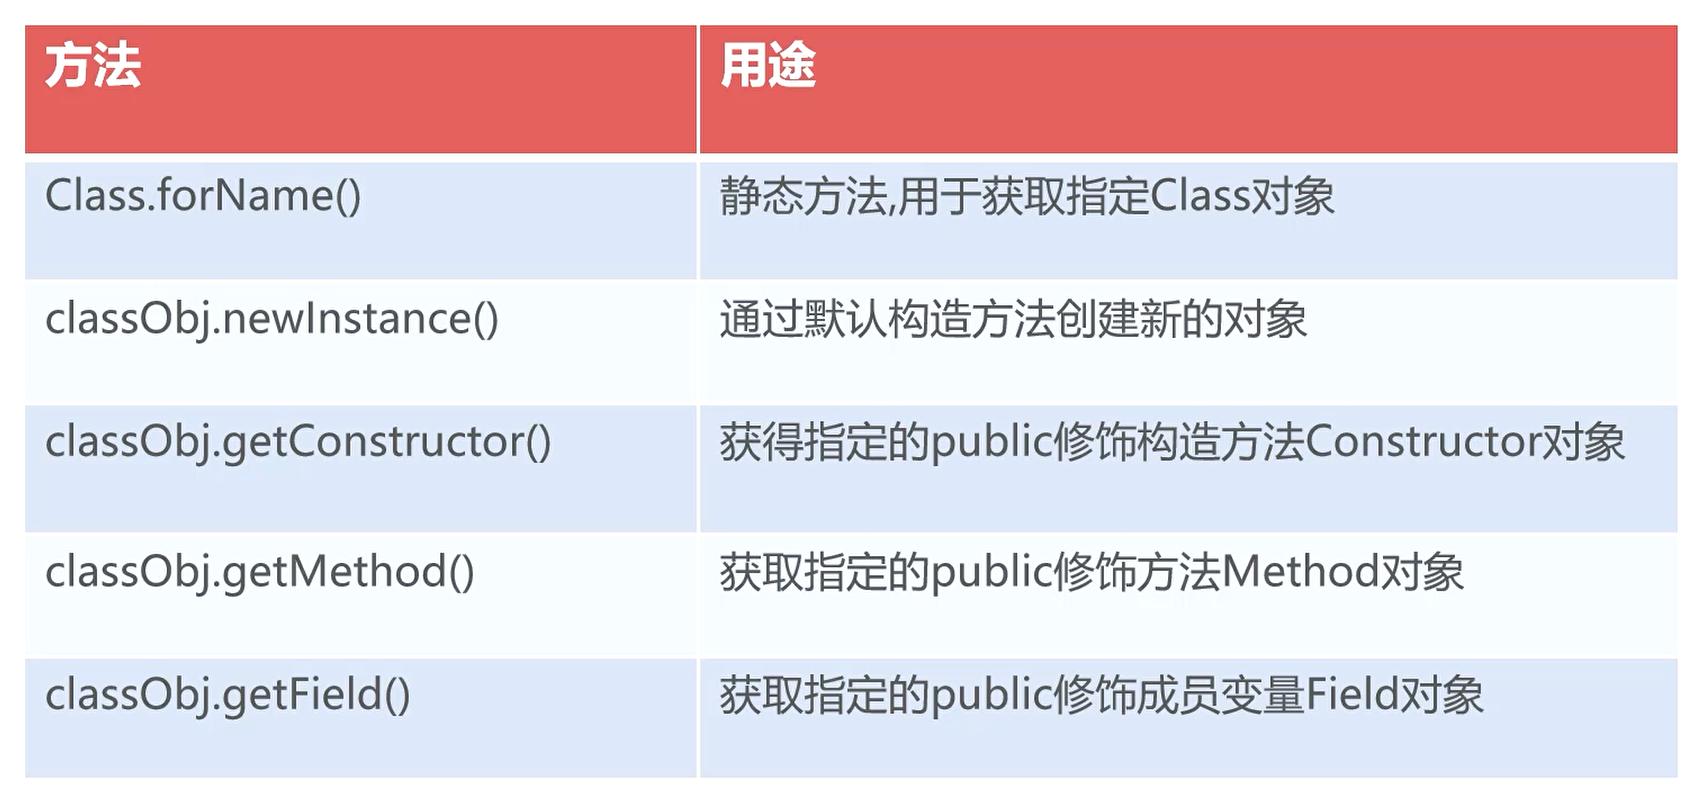 方法 用途
Class.forName() 静态方法,用于获取指定Class对象
classObj.newInstance() 通过默认构造方法创建新的对象
classObj.getConstructor() 获得指定的public修饰构造方法Constructor对象
classObj.getMethod() 获取指定的public修饰方法Method对象
classObj.getField() 获取指定的public修饰成员变量Field对象